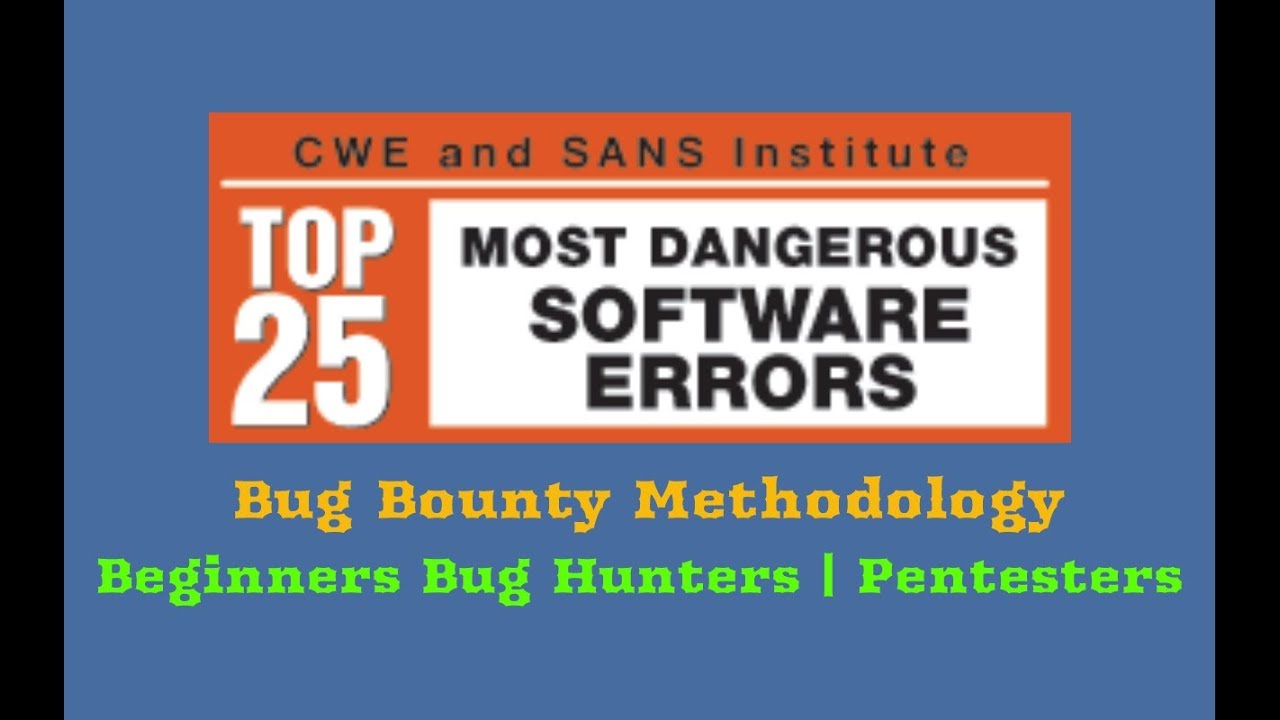 CWE and SANS Institute
TOP
25
MOST DANGEROUS
SOFTWARE
ERRORS
Bug Bounty Methodology
Beginners Bug Hunters | Pentesters